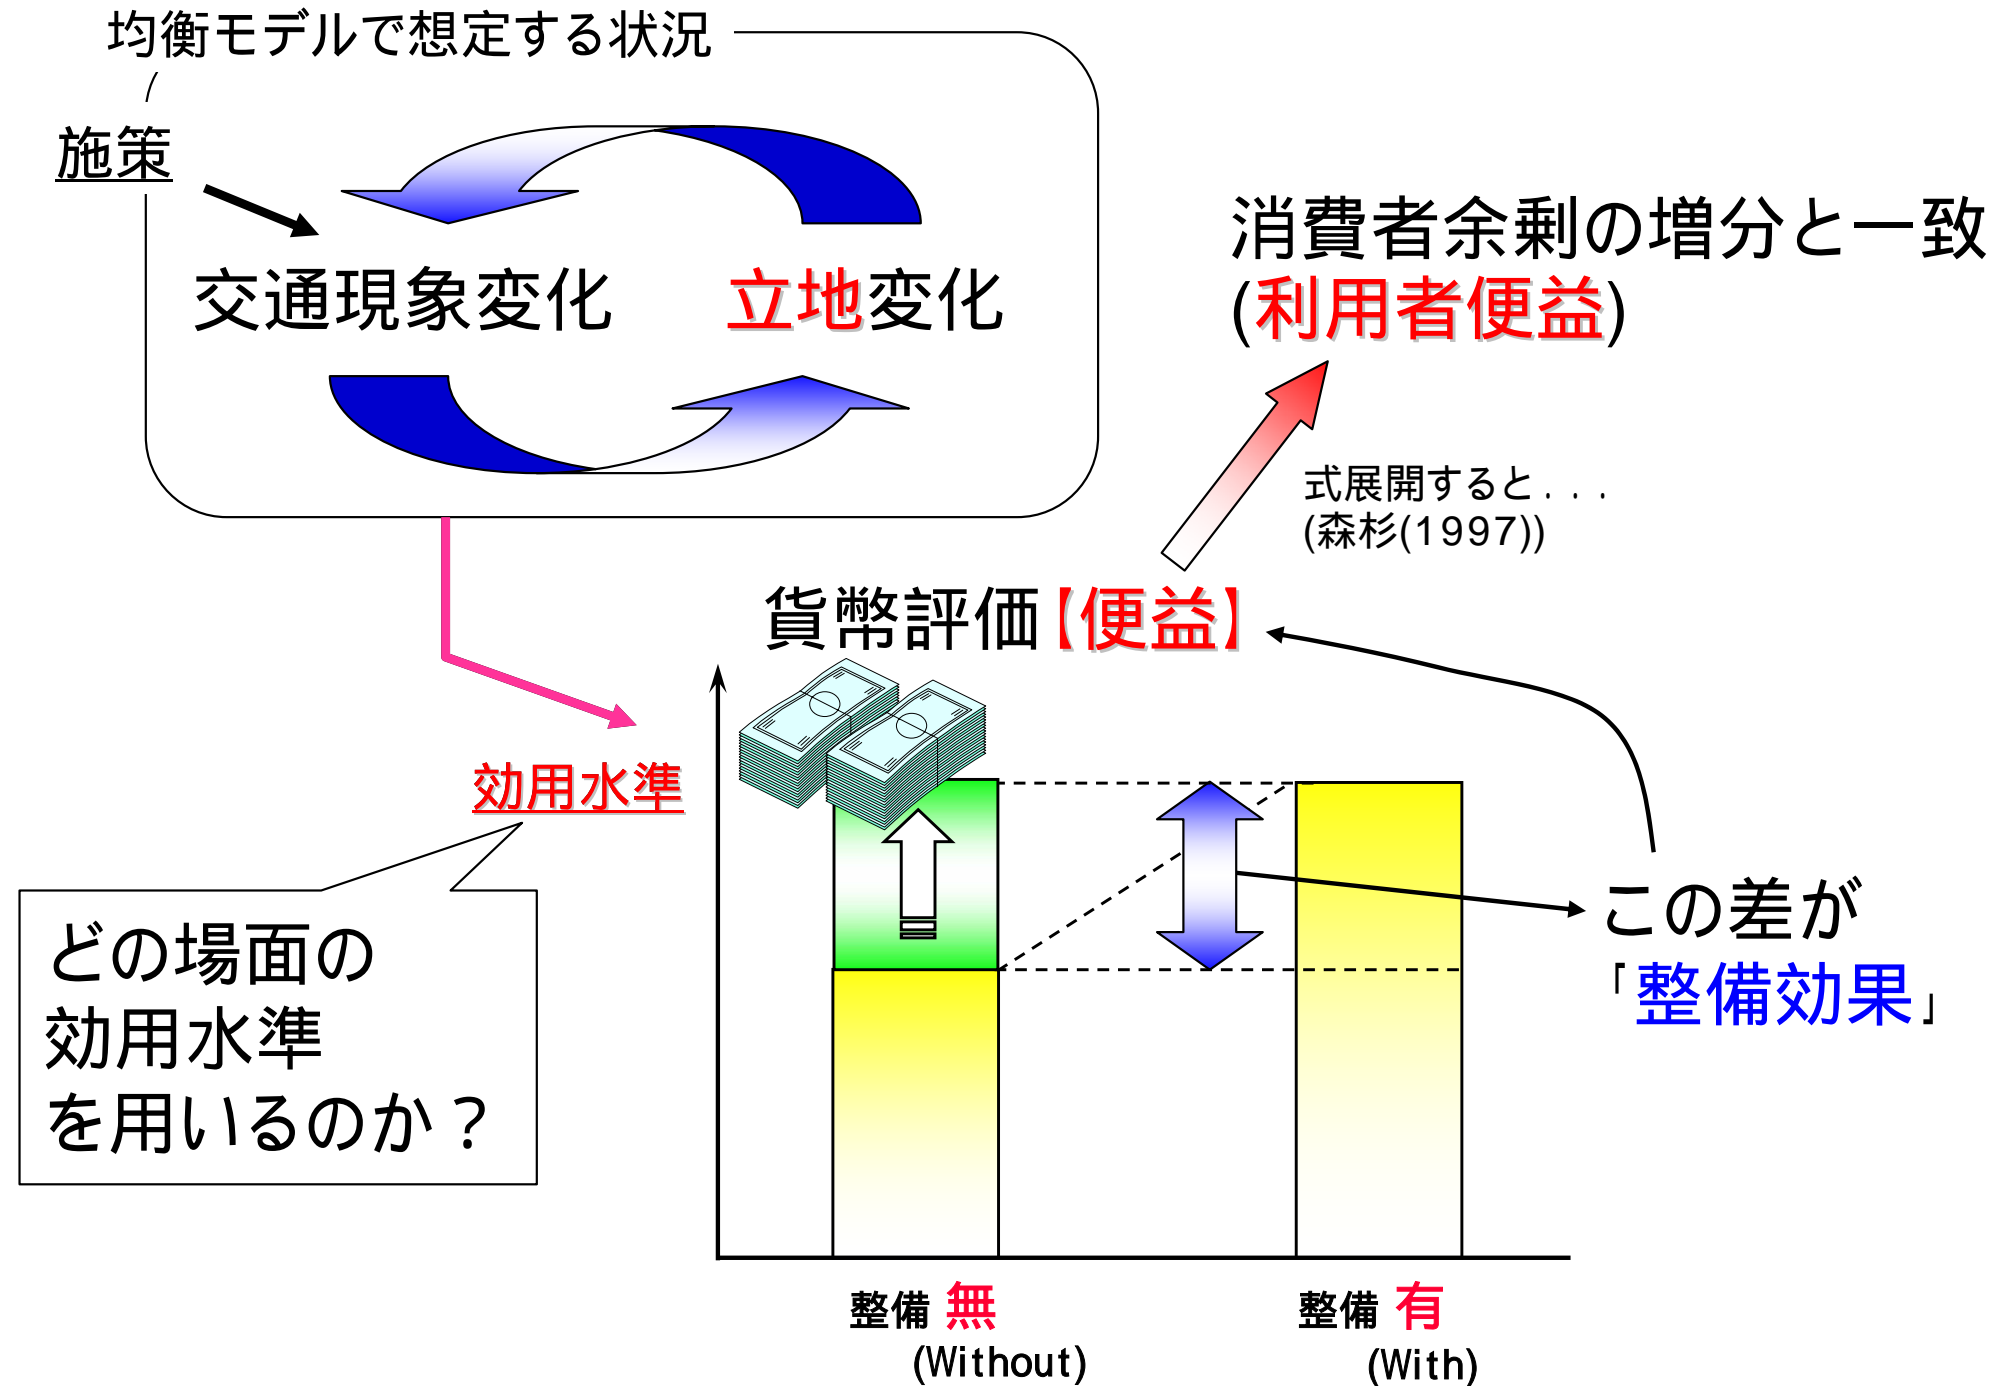 均衡モデルで想定する状況
施策
交通現象変化
立地変化
消費者余剰の増分と一致
(利用者便益)
式展開すると...
(森杉(1997))
貨幣評価【便益】
効用水準
どの場面の
効用水準
を用いるのか?
この差が
「整備効果」
整備 無
(Without)
整備 有
(With)